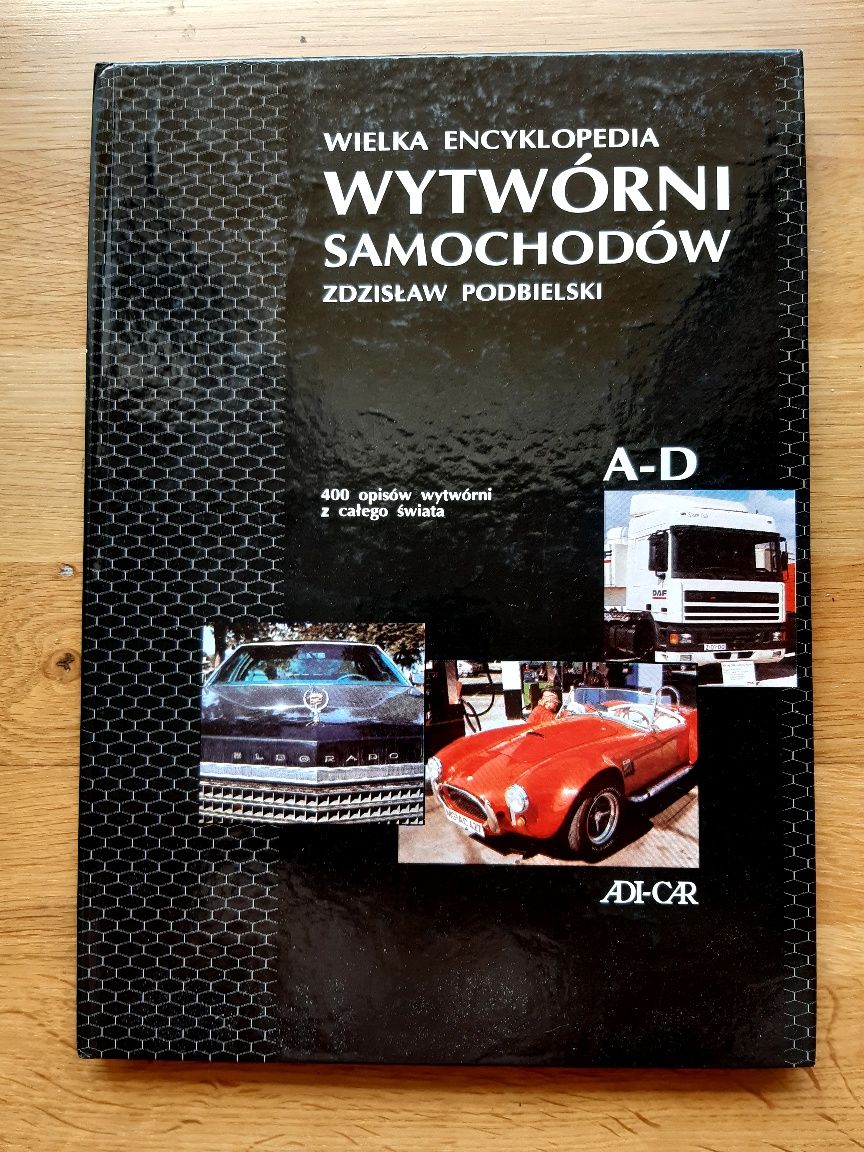 WIELKA ENCYKLOPEDIA
WYTWÓRNI
SAMOCHODÓW
ZDZISŁAW PODBIELSKI
A-D
400 opisów wytwórni
z całego świata
DAF
ELDORADO
ADI-CAR